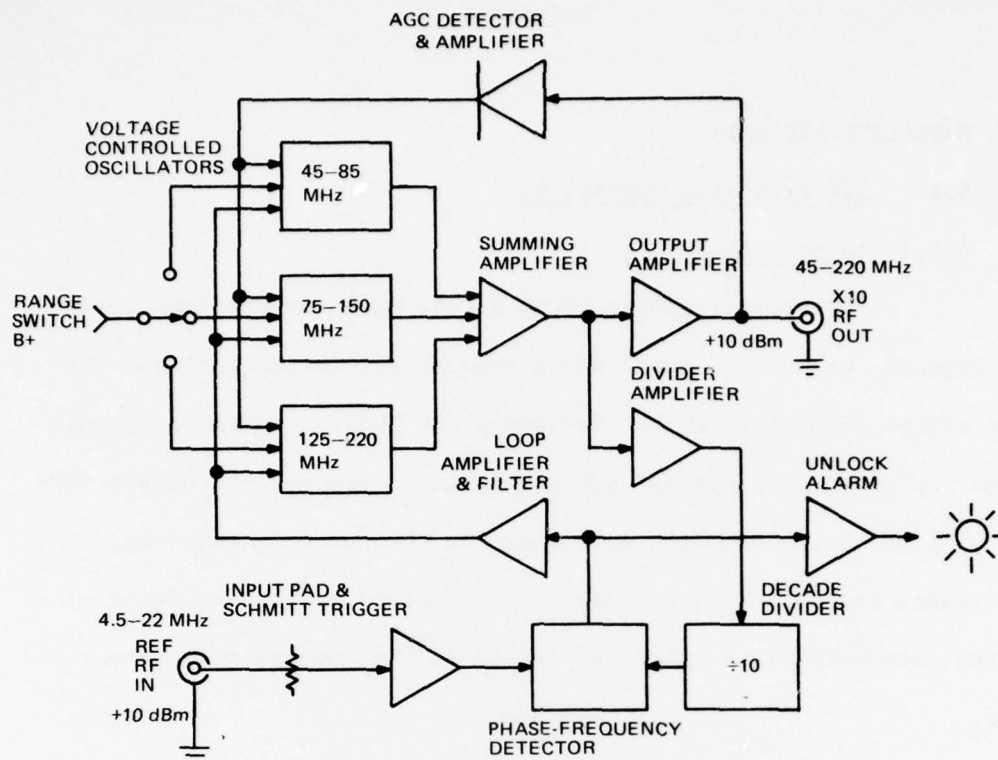 AGC DETECTOR
& AMPLIFIER
VOLTAGE
CONTROLLED
OSCILLATORS
45–85
MHz
SUMMING
AMPLIFIER
OUTPUT
AMPLIFIER
45–220 MHz
RANGE
SWITCH
B+
75–150
MHz
X10
RF
OUT
+10 dBm
DIVIDER
AMPLIFIER
125–220
MHz
LOOP
AMPLIFIER
& FILTER
UNLOCK
ALARM
INPUT PAD &
SCHMITT TRIGGER
DECADE
DIVIDER
4.5–22 MHz
REF
RF
IN
+10 dBm
÷10
PHASE-FREQUENCY
DETECTOR